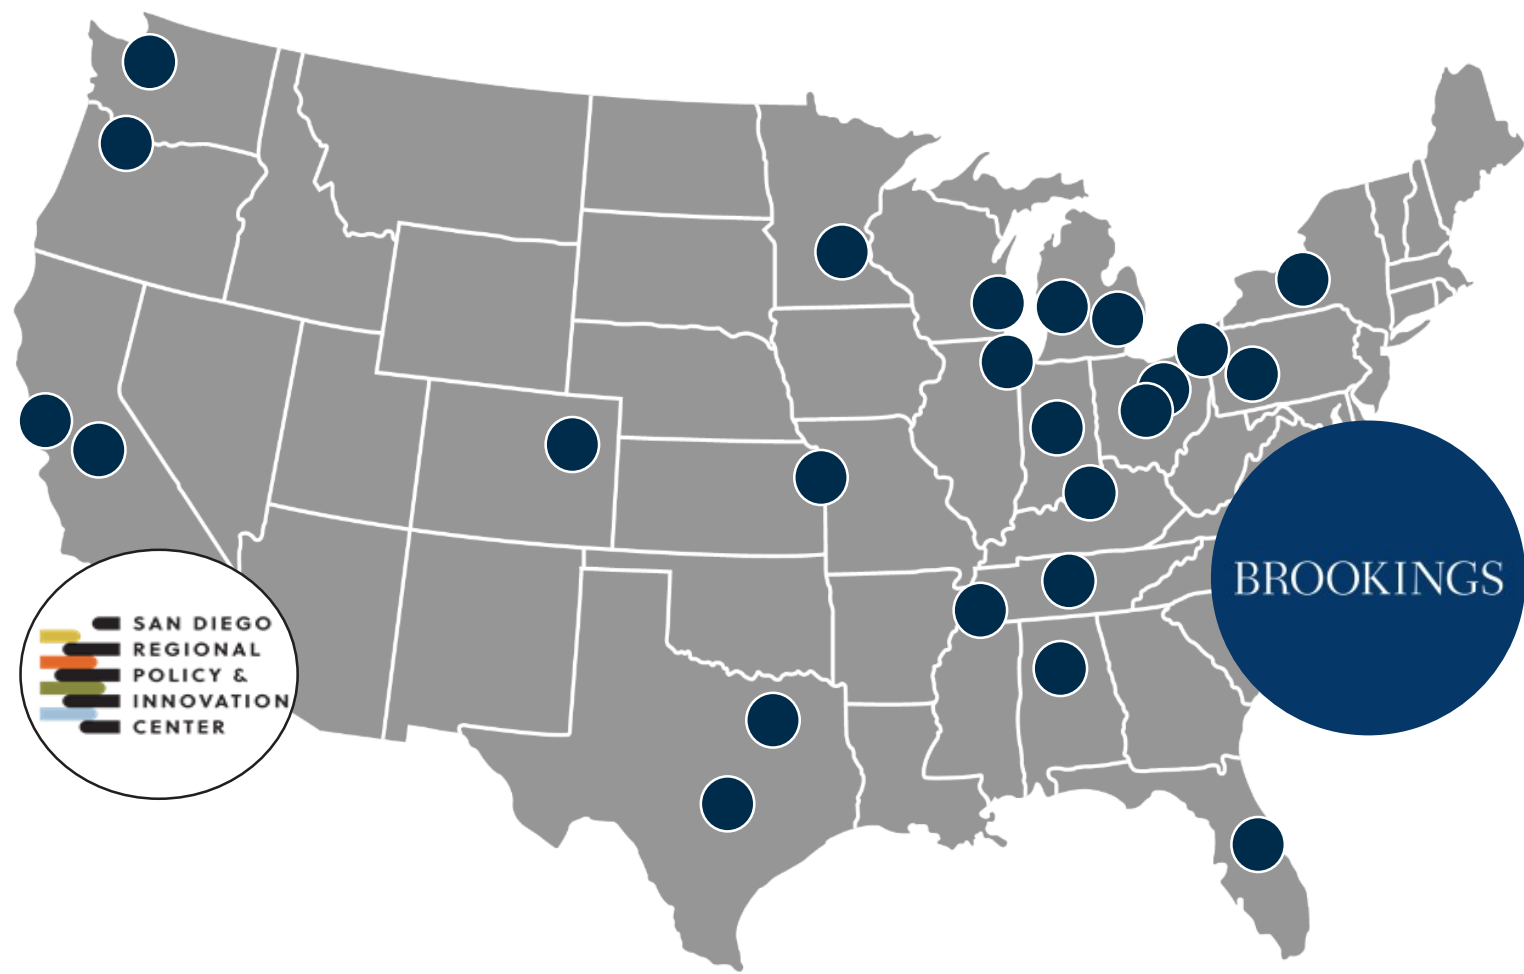 SAN DIEGO
REGIONAL
POLICY &
INNOVATION
CENTER
BROOKINGS